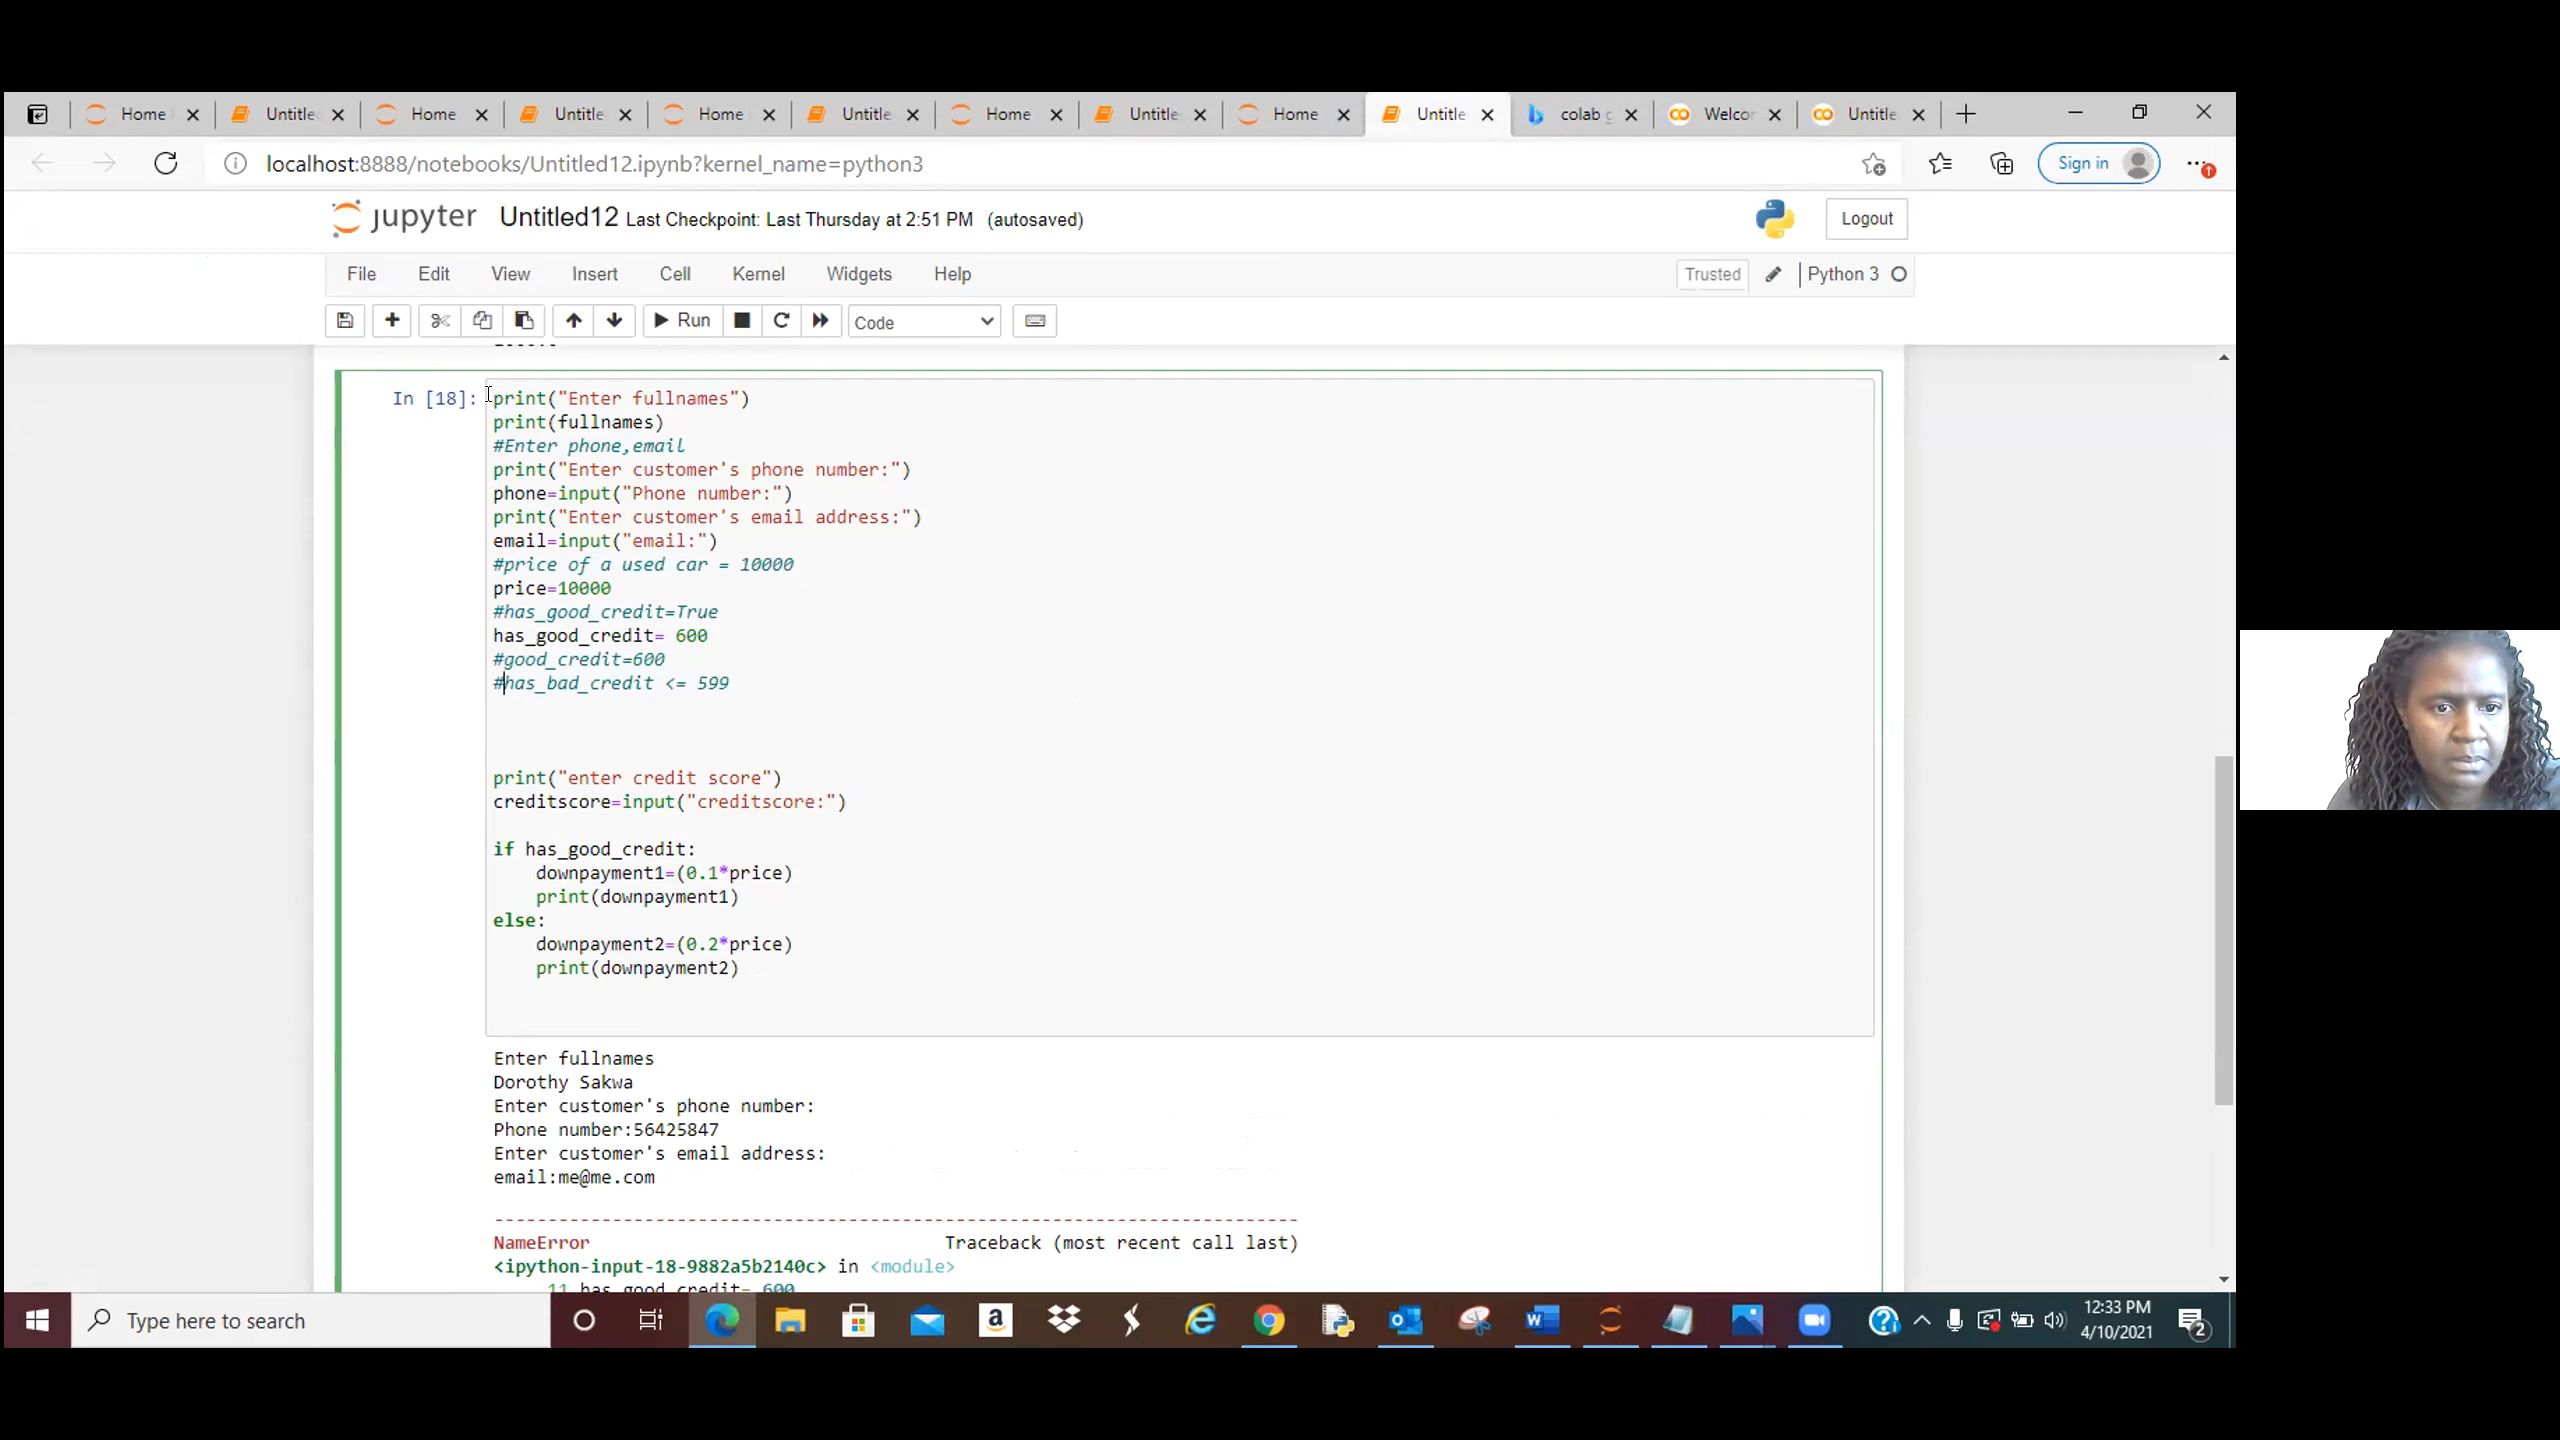 Home
Untitle
Home
Untitle
Home
Untitle
Home
Untitle
Home
Untitle
colab g
Welcor
Untitle
localhost:8888/notebooks/Untitled12.ipynb?kernel_name=python3
Sign in
jupyter Untitled12 Last Checkpoint: Last Thursday at 2:51 PM (autosaved)
Logout
File Edit View Insert Cell Kernel Widgets Help
Trusted
Python 3
Run
Code
In [18]:
print("Enter fullnames")
print(fullnames)
#Enter phone,email
print("Enter customer's phone number:")
phone=input("Phone number:")
print("Enter customer's email address:")
email=input("email:")
#price of a used car = 10000
price=10000
#has_good_credit=True
has_good_credit= 600
#good_credit=600
#has_bad_credit <= 599
print("enter credit score")
creditscore=input("creditscore:")
if has_good_credit:
downpayment1=(0.1*price)
print(downpayment1)
else:
downpayment2=(0.2*price)
print(downpayment2)
Enter fullnames
Dorothy Sakwa
Enter customer's phone number:
Phone number:56425847
Enter customer's email address:
email:me@me.com
---------------------------------------------------------------------------
NameError Traceback (most recent call last)
<ipython-input-18-9882a5b2140c> in <module>
11 has_good_credit= 600
Type here to search
12:33 PM
4/10/2021
2